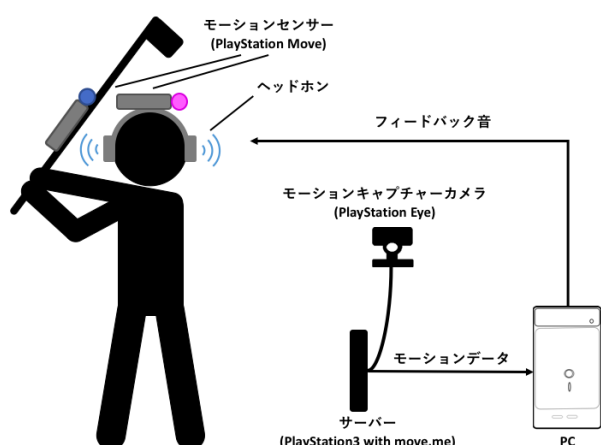 モーションセンサー
(PlayStation Move)
ヘッドホン
フィードバック音
モーションキャプチャーカメラ
(PlayStation Eye)
モーションデータ
サーバー
(PlayStation3 with move.me)
PC